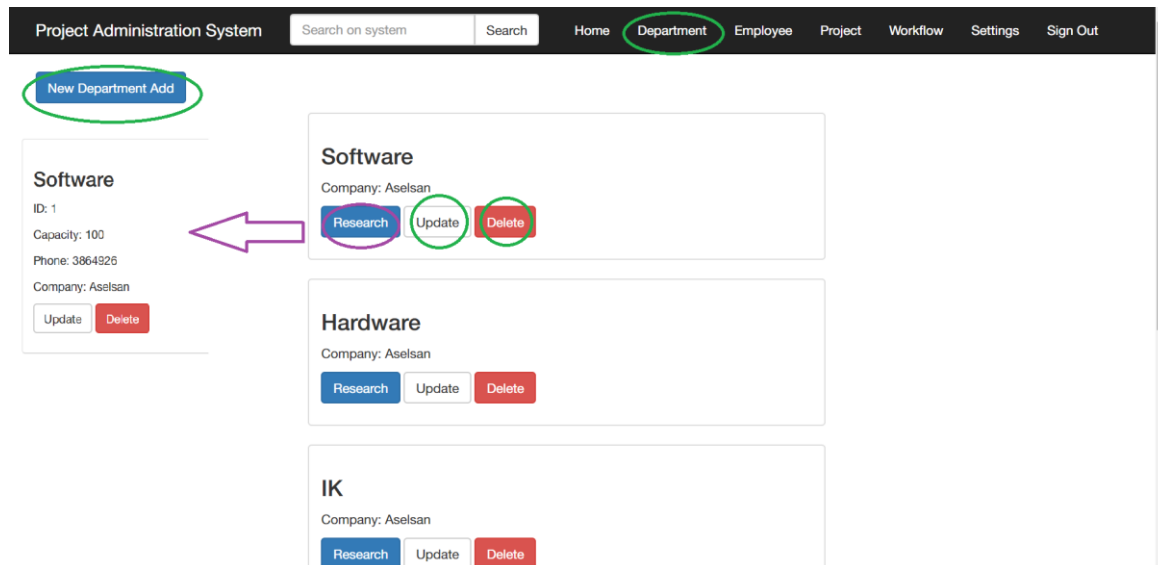 Project Administration System Search on system Search Home Department Employee Project Workflow Settings Sign Out
New Department Add
Software
ID: 1
Capacity: 100
Phone: 3864926
Company: Aselsan
Update Delete
Software
Company: Aselsan
Research Update Delete
Hardware
Company: Aselsan
Research Update Delete
IK
Company: Aselsan
Research Update Delete